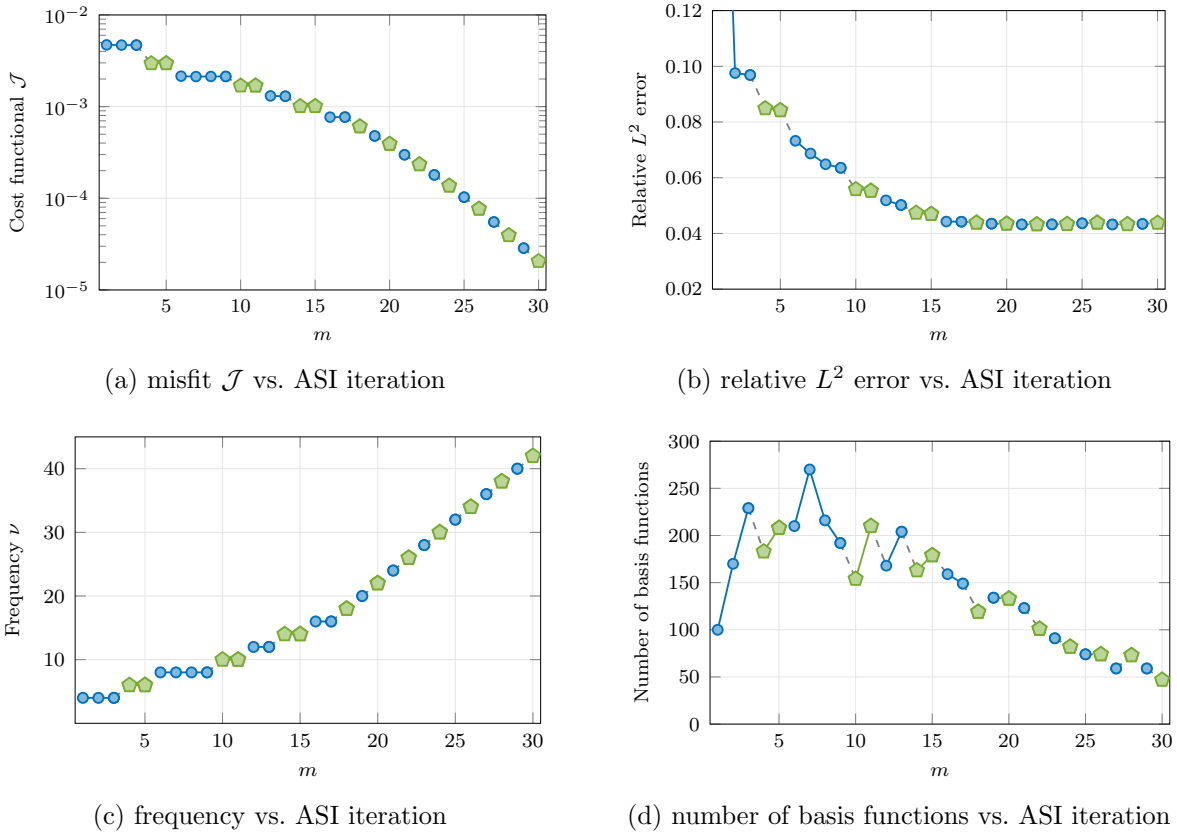 10⁻²
10⁻³
10⁻⁴
10⁻⁵
Cost functional 𝒥
5 10 15 20 25 30
m
(a) misfit 𝒥 vs. ASI iteration
0.12
0.10
0.08
0.06
0.04
0.02
Relative L² error
5 10 15 20 25 30
m
(b) relative L² error vs. ASI iteration
40
30
20
10
Frequency ν
5 10 15 20 25 30
m
(c) frequency vs. ASI iteration
300
250
200
150
100
50
0
Number of basis functions
5 10 15 20 25 30
m
(d) number of basis functions vs. ASI iteration